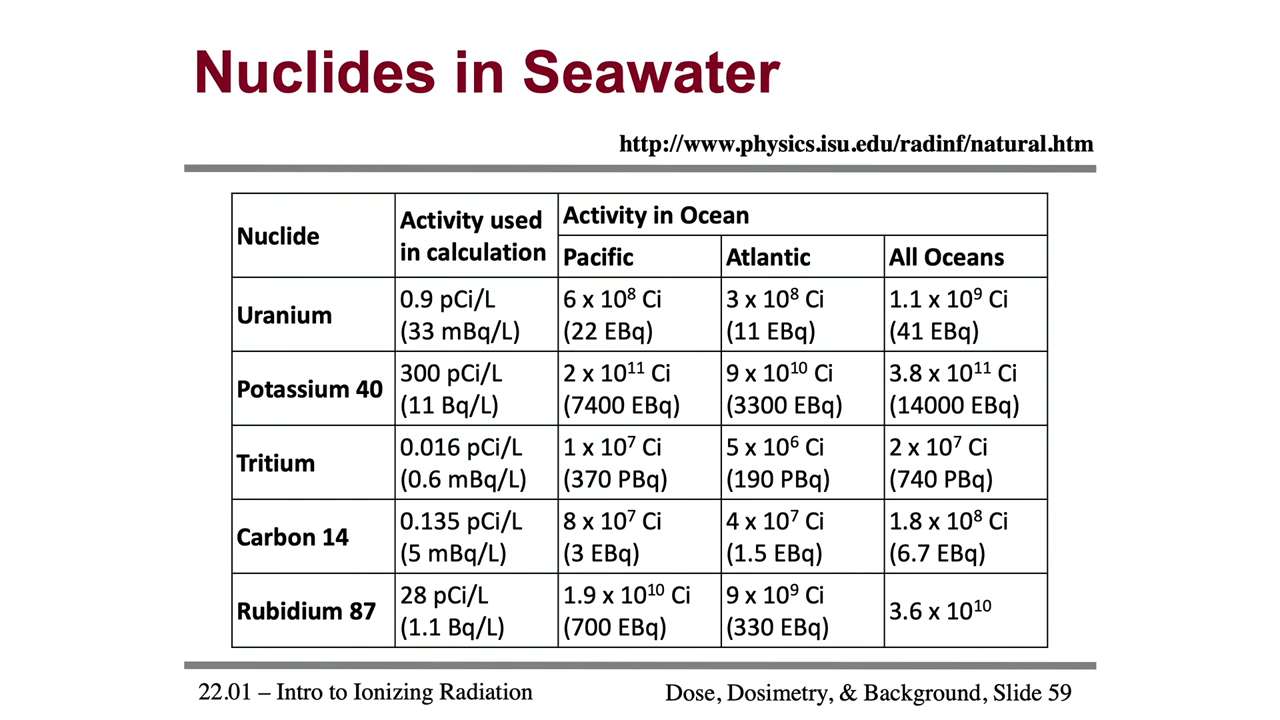 Nuclides in Seawater
http://www.physics.isu.edu/radinf/natural.htm
Nuclide
Activity used
in calculation
Activity in Ocean
Pacific
Atlantic
All Oceans
Uranium
0.9 pCi/L
(33 mBq/L)
6 x 10⁸ Ci
(22 EBq)
3 x 10⁸ Ci
(11 EBq)
1.1 x 10⁹ Ci
(41 EBq)
Potassium 40
300 pCi/L
(11 Bq/L)
2 x 10¹¹ Ci
(7400 EBq)
9 x 10¹⁰ Ci
(3300 EBq)
3.8 x 10¹¹ Ci
(14000 EBq)
Tritium
0.016 pCi/L
(0.6 mBq/L)
1 x 10⁷ Ci
(370 PBq)
5 x 10⁶ Ci
(190 PBq)
2 x 10⁷ Ci
(740 PBq)
Carbon 14
0.135 pCi/L
(5 mBq/L)
8 x 10⁷ Ci
(3 EBq)
4 x 10⁷ Ci
(1.5 EBq)
1.8 x 10⁸ Ci
(6.7 EBq)
Rubidium 87
28 pCi/L
(1.1 Bq/L)
1.9 x 10¹⁰ Ci
(700 EBq)
9 x 10⁹ Ci
(330 EBq)
3.6 x 10¹⁰
22.01 – Intro to Ionizing Radiation
Dose, Dosimetry, & Background, Slide 59